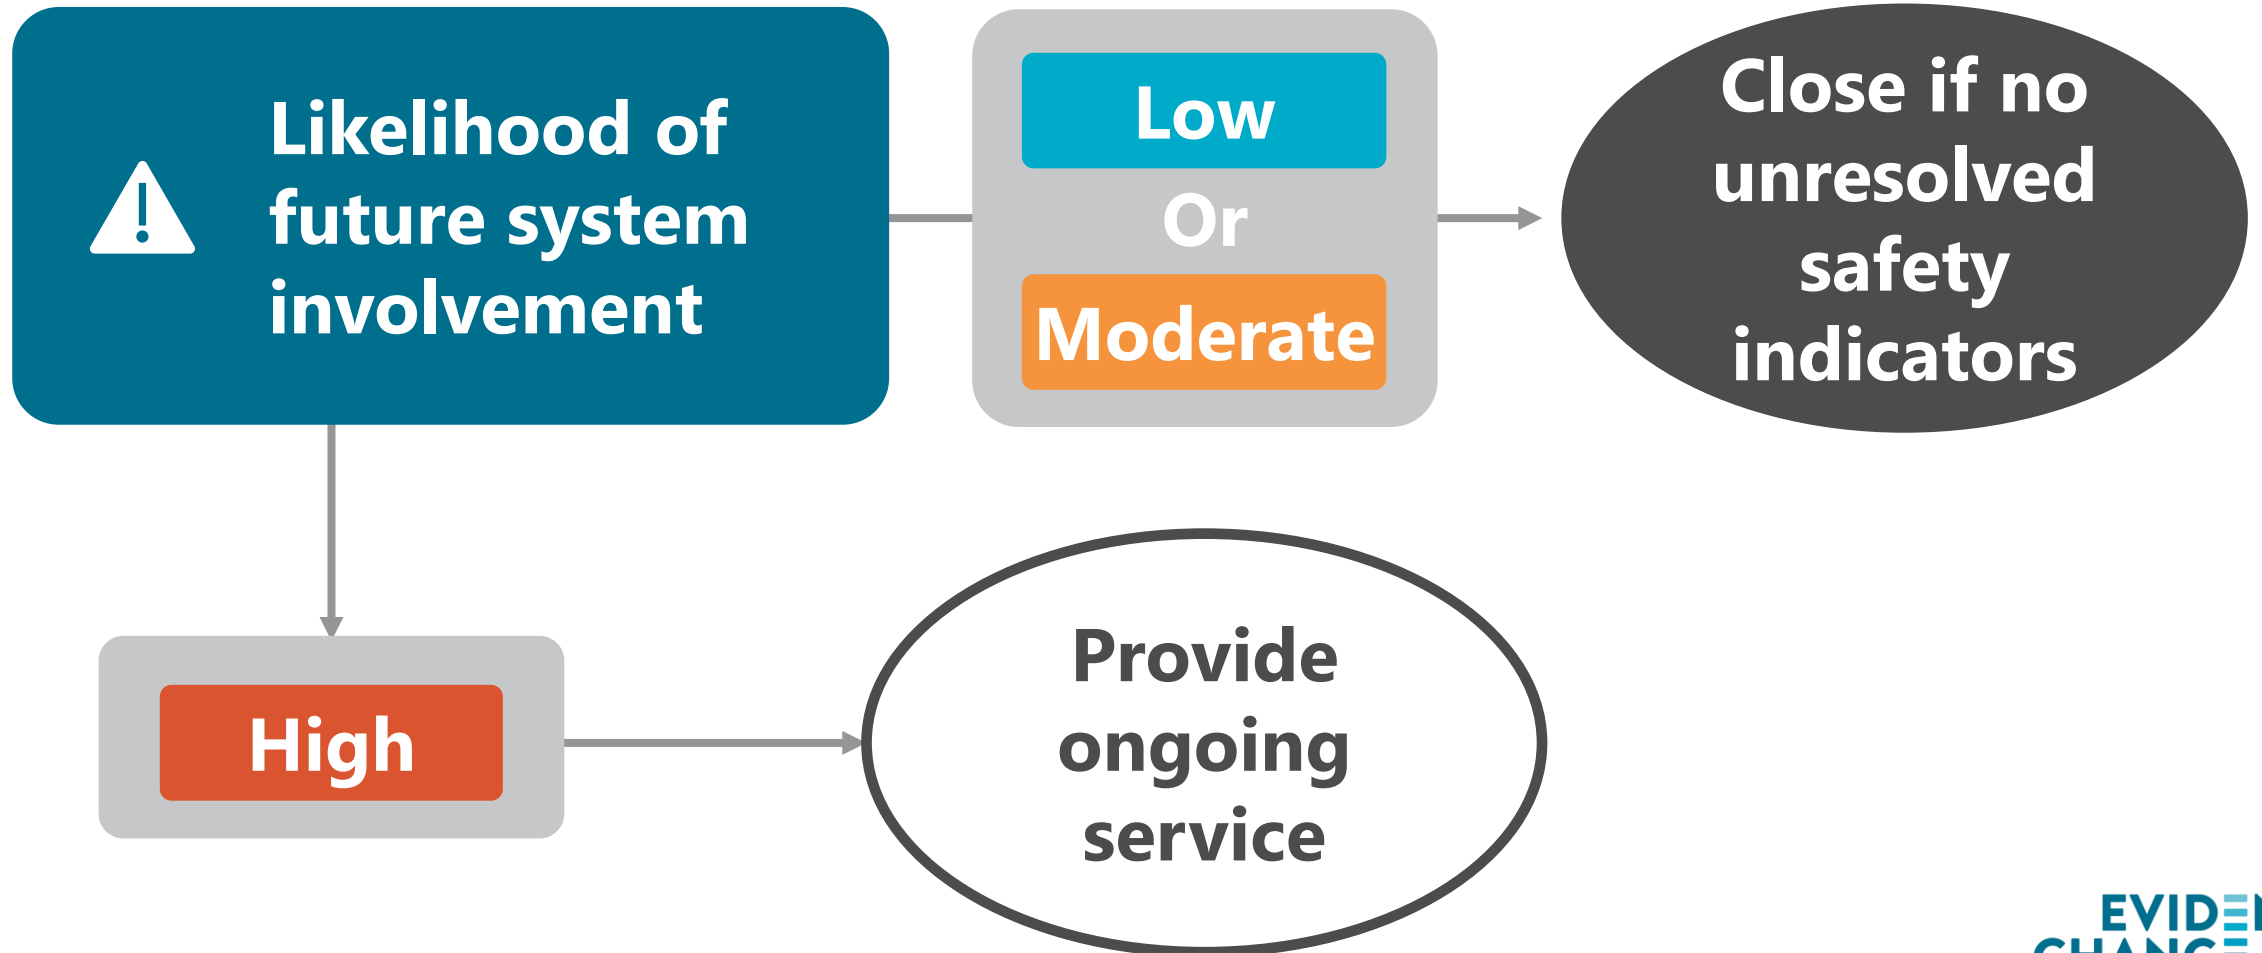 Likelihood of
future system
involvement
Low
Or
Moderate
Close if no
unresolved
safety
indicators
High
Provide
ongoing
service